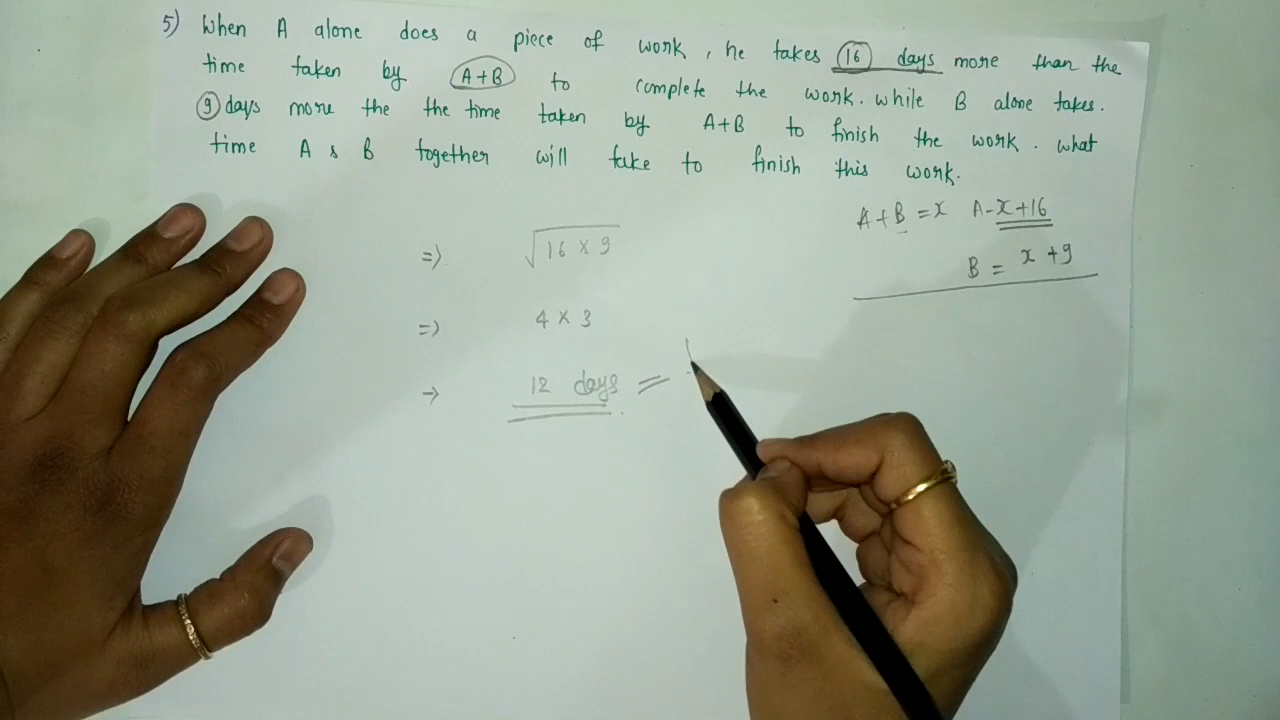 5) When A alone does a piece of work, he takes 16 days more than the
time taken by A+B to complete the work. while B alone takes.
9 days more the the time taken by A+B to finish the work. what
time A & B together will take to finish this work.
A+B=x A-x+16
B = x+9
=> √16×9
=> 4×3
→ 12 days =